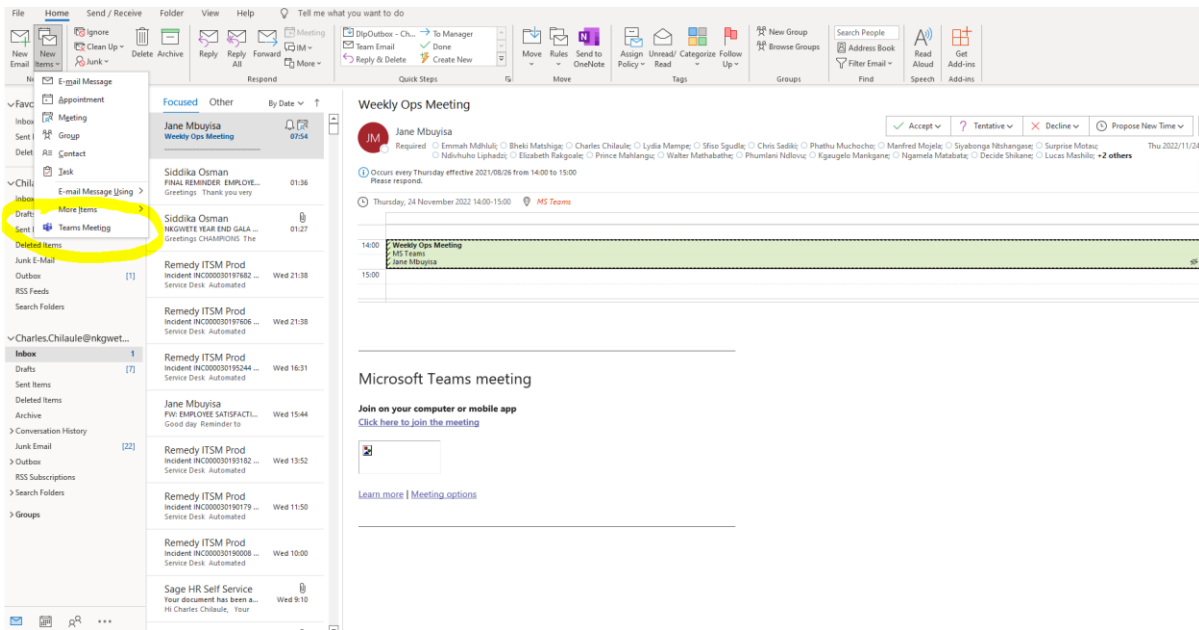 File Home Send / Receive Folder View Help Tell me what you want to do
New Email
New Items
Ignore
Clean Up
Junk
Delete
Archive
Reply
Reply All
Forward
Meeting
IM
More
Respond
DlpOutbox - Ch...
Team Email
Reply & Delete
To Manager
Done
Create New
Quick Steps
Move
Rules
Send to OneNote
Move
Assign Policy
Unread/ Read
Categorize
Follow Up
Tags
New Group
Browse Groups
Groups
Search People
Address Book
Filter Email
Find
Read Aloud
Speech
Get Add-ins
Add-ins
E-mail Message
Appointment
Meeting
Group
Contact
Task
E-mail Message Using
More Items
Teams Meeting
Favo
Inbo
Sent I
Delet
Chila
Inbo
Draft
Sent I
Deleted Items
Junk E-Mail
Outbox [1]
RSS Feeds
Search Folders
Charles.Chilaule@nkgwet...
Inbox 1
Drafts [7]
Sent Items
Deleted Items
Archive
Conversation History
Junk Email [22]
Outbox
RSS Subscriptions
Search Folders
Groups
Focused Other By Date
Jane Mbuyisa
Weekly Ops Meeting 07:54
Siddika Osman
FINAL REMINDER EMPLOYE... 01:36
Greetings Thank you very
Siddika Osman
NKGWETE YEAR END GALA ... 01:27
Greetings CHAMPIONS The
Remedy ITSM Prod
Incident INC000030197682 ... Wed 21:38
Service Desk Automated
Remedy ITSM Prod
Incident INC000030197606 ... Wed 21:38
Service Desk Automated
Remedy ITSM Prod
Incident INC000030195244 ... Wed 16:31
Service Desk Automated
Jane Mbuyisa
FW: EMPLOYEE SATISFACTI... Wed 15:44
Good day Reminder to
Remedy ITSM Prod
Incident INC000030193182 ... Wed 13:52
Service Desk Automated
Remedy ITSM Prod
Incident INC000030190179 ... Wed 11:50
Service Desk Automated
Remedy ITSM Prod
Incident INC000030190008 ... Wed 10:00
Service Desk Automated
Sage HR Self Service
Your document has been a... Wed 9:10
Hi Charles Chilaule, Your
Weekly Ops Meeting
JM
Jane Mbuyisa
Accept Tentative Decline Propose New Time
Required Emmah Mdhluli; Bheki Matshiga; Charles Chilaule; Lydia Mampe; Sfiso Sgudla; Chris Sadiki; Phathu Muchocho; Manfred Mojela; Siyabonga Ntshangase; Surprise Motau; Thu 2022/11/24
Ndivhuho Liphadzi; Elizabeth Rakgoale; Prince Mahlangu; Walter Mathabathe; Phumlani Ndlovu; Kgaugelo Mankgane; Ngamela Matabata; Decide Shikane; Lucas Mashilo; +2 others
Occurs every Thursday effective 2021/08/26 from 14:00 to 15:00
Please respond.
Thursday, 24 November 2022 14:00-15:00 MS Teams
14:00 Weekly Ops Meeting
MS Teams
Jane Mbuyisa
15:00
Microsoft Teams meeting
Join on your computer or mobile app
Click here to join the meeting
Learn more | Meeting options